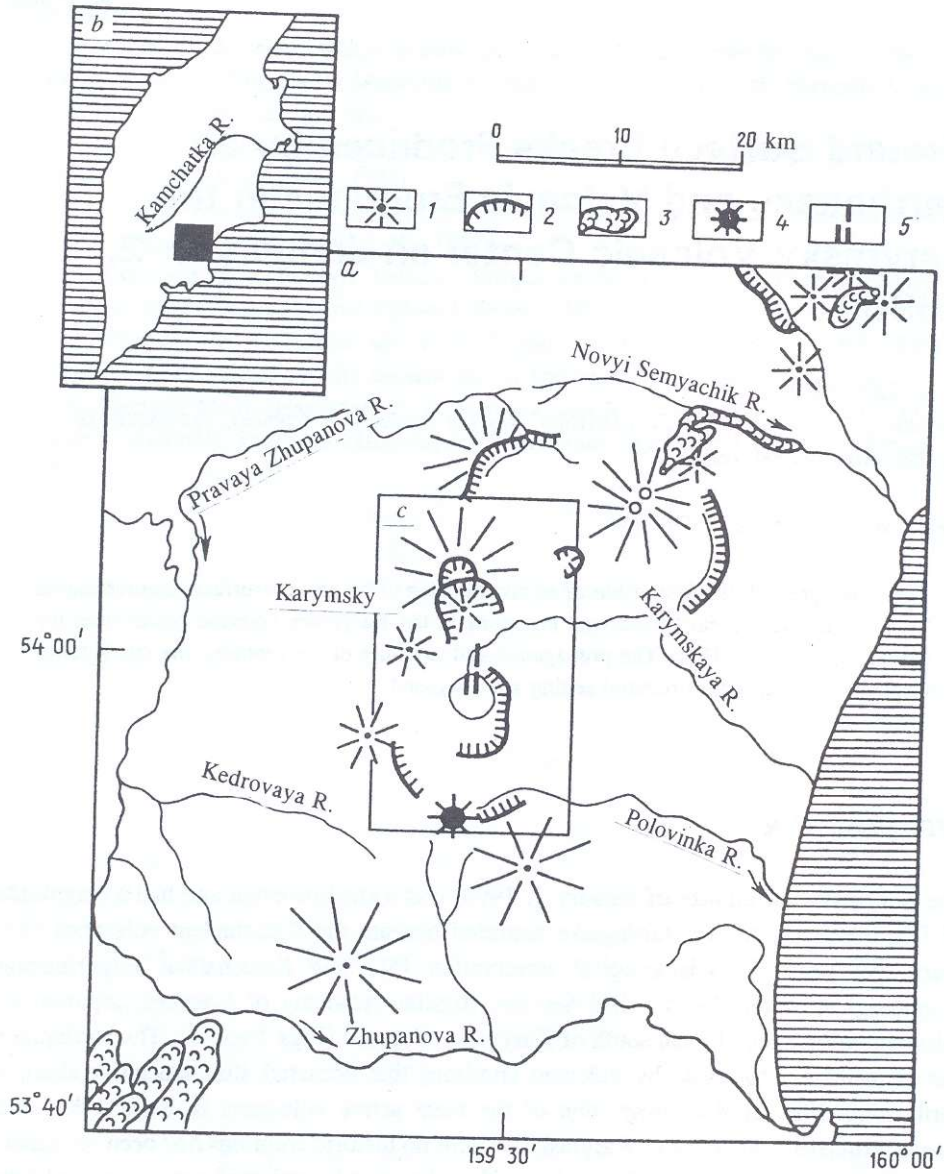 b
Kamchatka R.
0 10 20 km
1 2 3 4 5
a
Novyi Semyachik R.
Pravaya Zhupanova R.
c
Karymsky
Karymskaya R.
54°00′
Kedrovaya R.
Polovinka R.
Zhupanova R.
53°40′
159°30′
160°00′